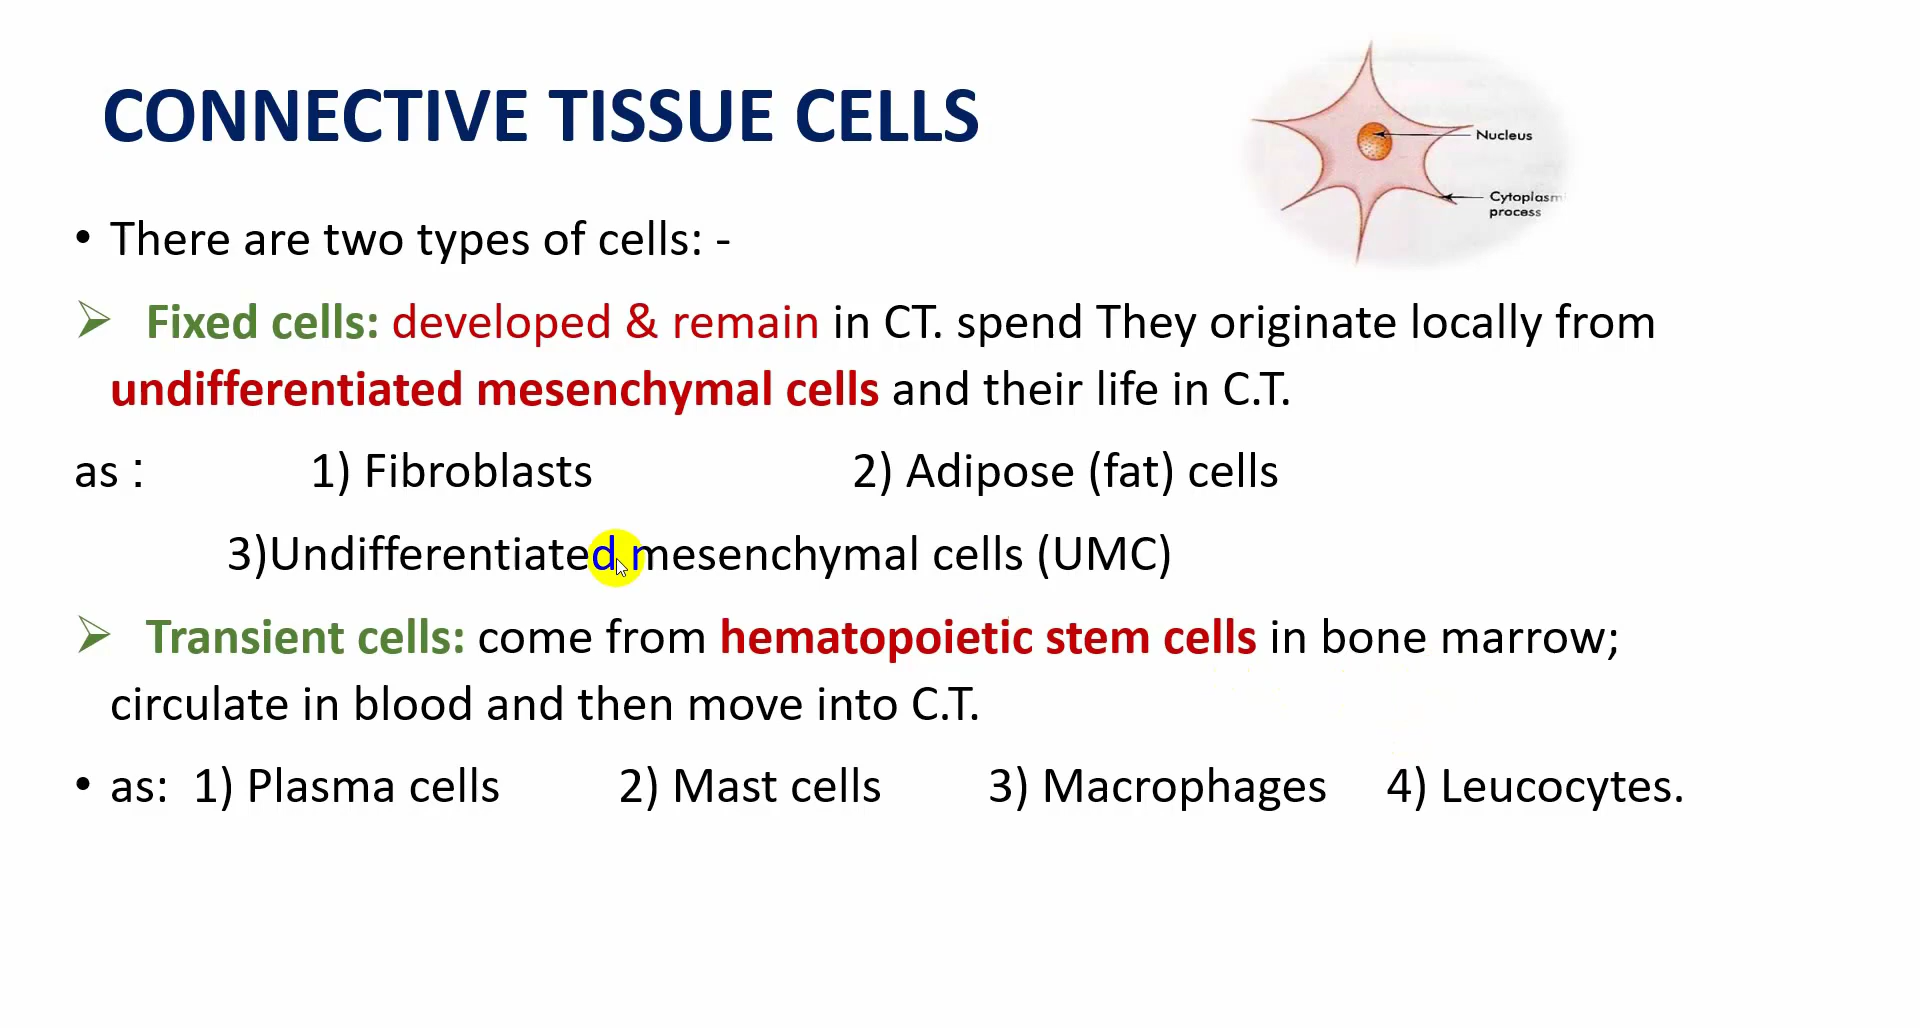 CONNECTIVE TISSUE CELLS
Nucleus
Cytoplasm
process
• There are two types of cells: -
➢ Fixed cells: developed & remain in CT. spend They originate locally from
undifferentiated mesenchymal cells and their life in C.T.
as : 1) Fibroblasts 2) Adipose (fat) cells
3)Undifferentiated mesenchymal cells (UMC)
➢ Transient cells: come from hematopoietic stem cells in bone marrow;
circulate in blood and then move into C.T.
• as: 1) Plasma cells 2) Mast cells 3) Macrophages 4) Leucocytes.